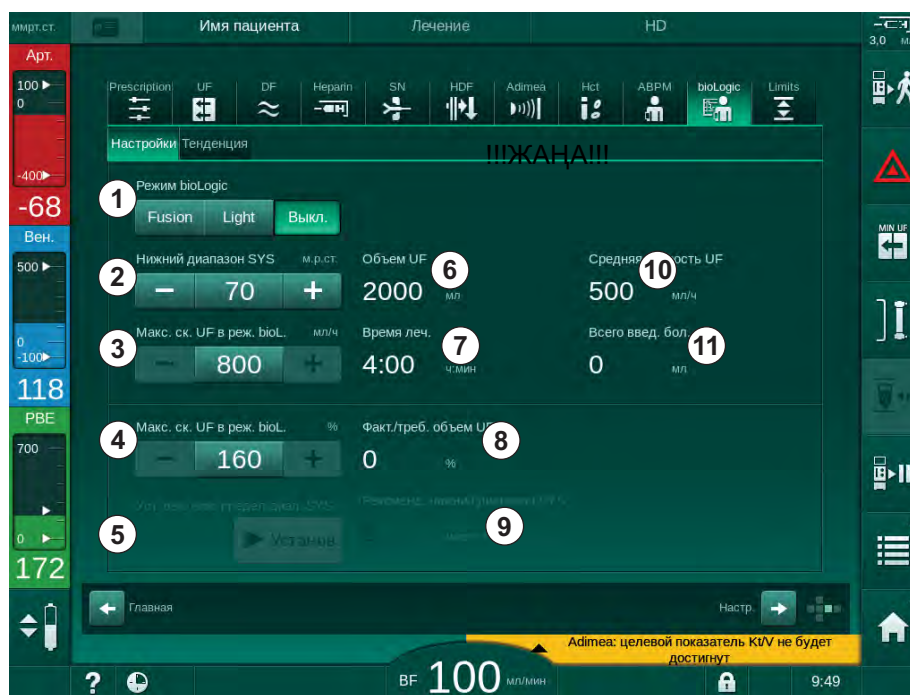 ммрт.ст. Имя пациента Лечение HD
3,0
Арт.
100
0
-400
-68
Вен.
500
0
-100
118
PBE
700
0
172
Prescription UF DF Heparin SN HDF Adimea Hct ABPM bioLogic Limits
Настройки Тенденция
!!!ЖАҢА!!!
1 Режим bioLogic
Fusion Light Выкл.
2 Нижний диапазон SYS м.р.ст.
− 70 +
Объем UF 6
2000 мл
Средняя UF 10
500 мл/ч
3 Макс. ск. UF в реж. bioL. мл/ч
− 800 +
Время леч. 7
4:00 ч:мин
Всего введ. бол. 11
0 мл
4 Макс. ск. UF в реж. bioL. %
− 160 +
Факт./треб. объем 8
0 %
5 Установ.
9
MIN UF
Главная Настр.
Adimea: целевой показатель Kt/V не будет
достигнут
? BF 100 мл/мин 9:49